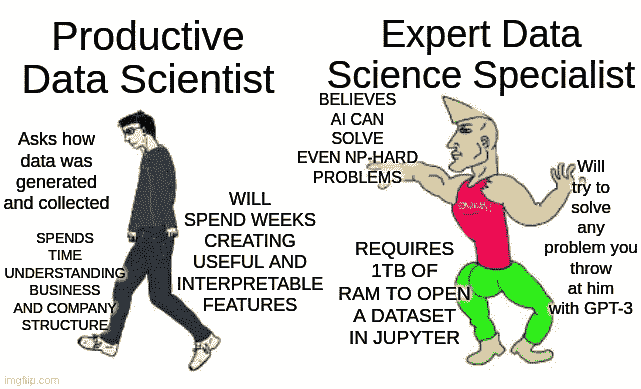 Productive
Data Scientist
Asks how
data was
generated
and collected
SPENDS
TIME
UNDERSTANDING
BUSINESS
AND COMPANY
STRUCTURE
WILL
SPEND WEEKS
CREATING
USEFUL AND
INTERPRETABLE
FEATURES
Expert Data
Science Specialist
BELIEVES
AI CAN
SOLVE
EVEN NP-HARD
PROBLEMS
REQUIRES
1TB OF
RAM TO OPEN
A DATASET
IN JUPYTER
Will
try to
solve
any
problem you
throw
at him
with GPT-3
imgflip.com